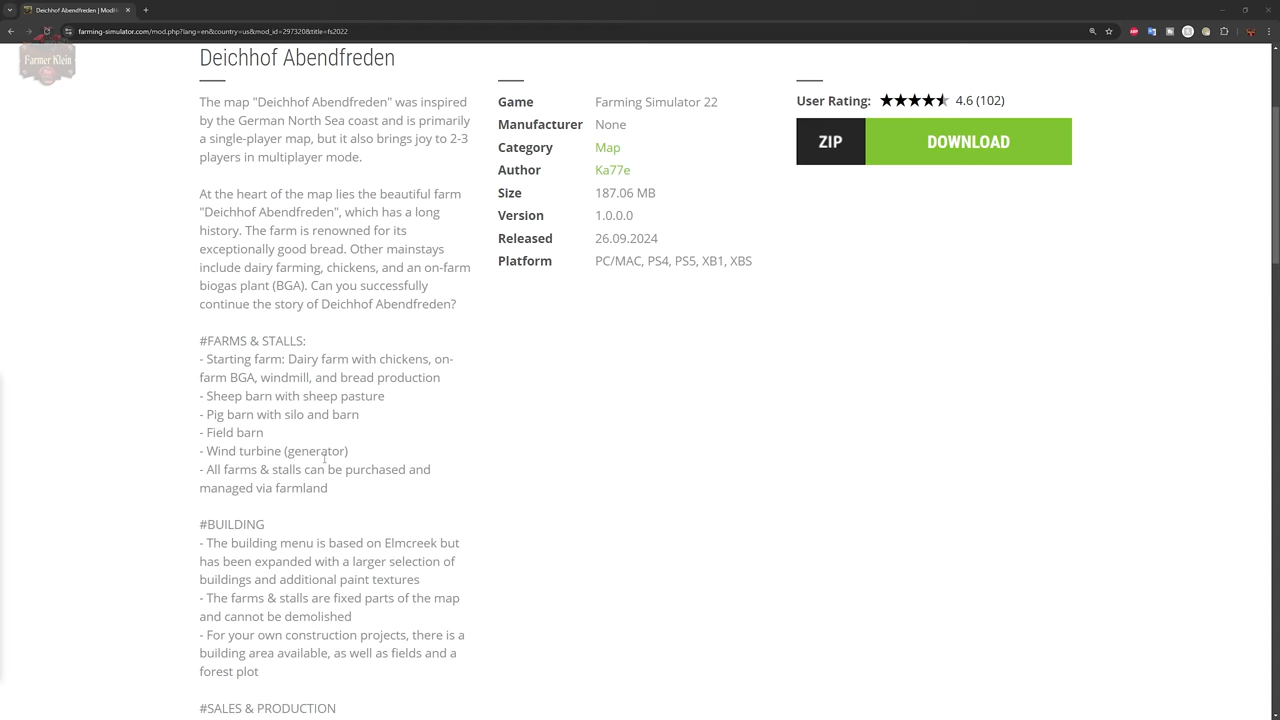 Deichhof Abendfreden | ModH
farming-simulator.com/mod.php?lang=en&country=us&mod_id=297320&title=fs2022
Farmer Klein
Deichhof Abendfreden
The map "Deichhof Abendfreden" was inspired
by the German North Sea coast and is primarily
a single-player map, but it also brings joy to 2-3
players in multiplayer mode.
At the heart of the map lies the beautiful farm
"Deichhof Abendfreden", which has a long
history. The farm is renowned for its
exceptionally good bread. Other mainstays
include dairy farming, chickens, and an on-farm
biogas plant (BGA). Can you successfully
continue the story of Deichhof Abendfreden?
#FARMS & STALLS:
- Starting farm: Dairy farm with chickens, on-
farm BGA, windmill, and bread production
- Sheep barn with sheep pasture
- Pig barn with silo and barn
- Field barn
- Wind turbine (generator)
- All farms & stalls can be purchased and
managed via farmland
#BUILDING
- The building menu is based on Elmcreek but
has been expanded with a larger selection of
buildings and additional paint textures
- The farms & stalls are fixed parts of the map
and cannot be demolished
- For your own construction projects, there is a
building area available, as well as fields and a
forest plot
#SALES & PRODUCTION
Game Farming Simulator 22
Manufacturer None
Category Map
Author Ka77e
Size 187.06 MB
Version 1.0.0.0
Released 26.09.2024
Platform PC/MAC, PS4, PS5, XB1, XBS
User Rating: 4.6 (102)
ZIP DOWNLOAD